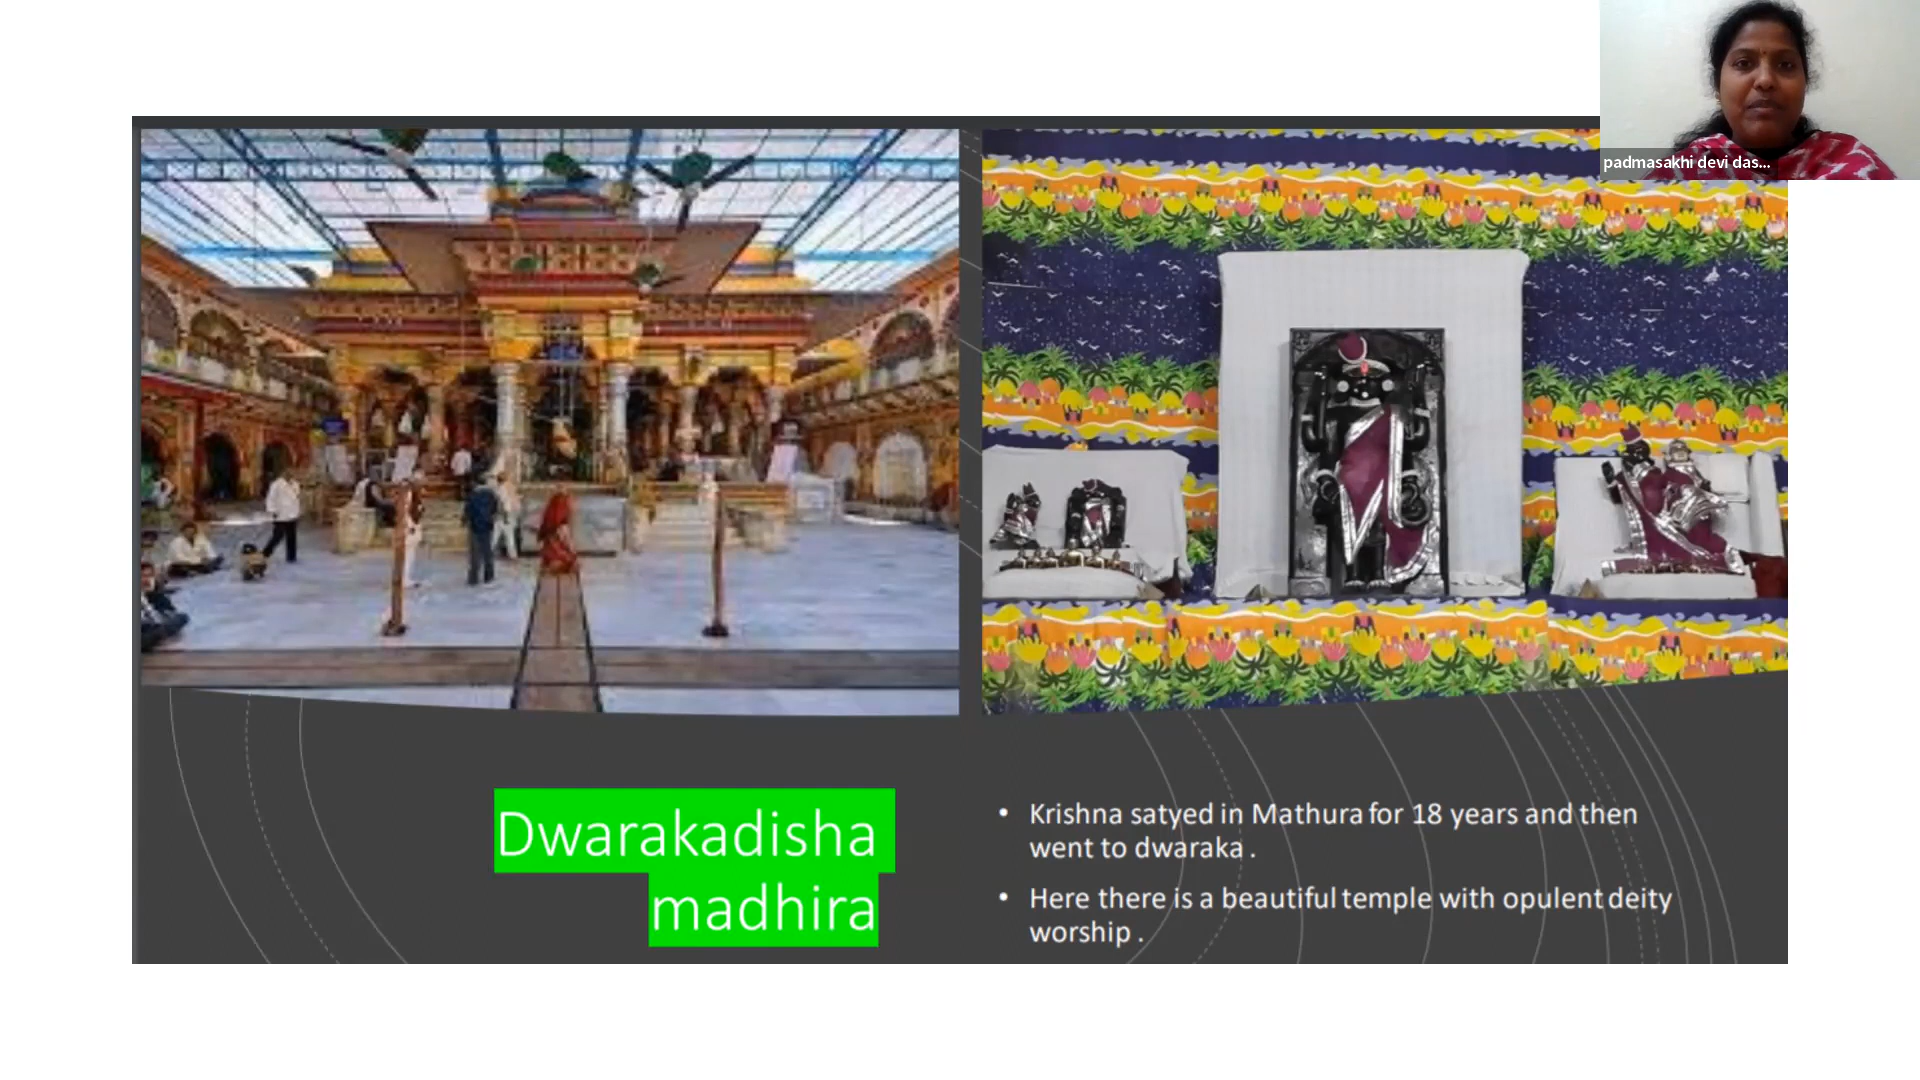 padmasakhi devi das...
Dwarakadisha
madhira
• Krishna satyed in Mathura for 18 years and then
went to dwaraka .
• Here there is a beautiful temple with opulent deity
worship .